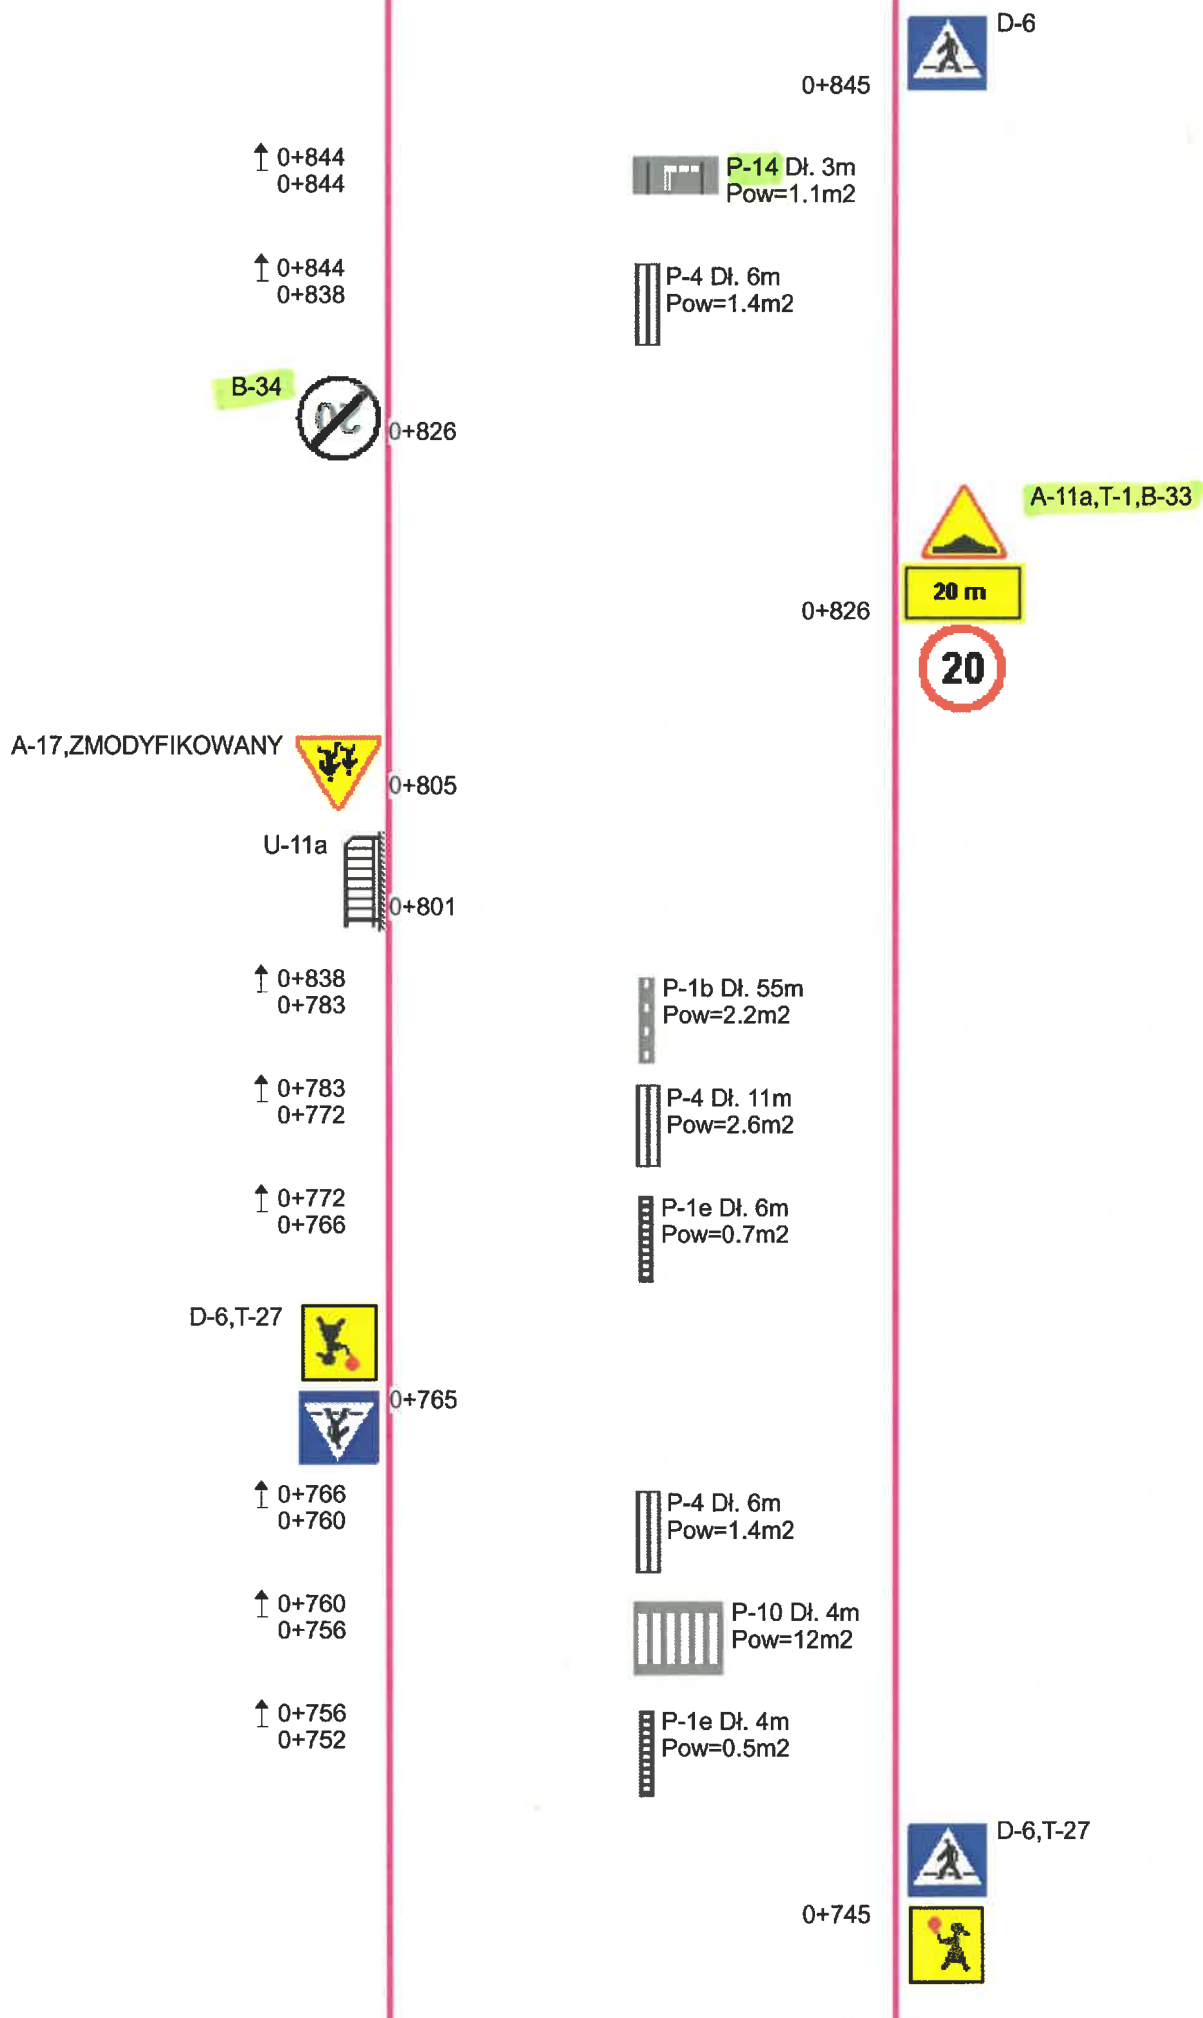 D-6
0+845
0+844
0+844
P-14 Dł. 3m
Pow=1.1m2
0+844
0+838
P-4 Dł. 6m
Pow=1.4m2
B-34
20
0+826
A-11a,T-1,B-33
20 m
0+826
20
A-17,ZMODYFIKOWANY
0+805
U-11a
0+801
0+838
0+783
P-1b Dł. 55m
Pow=2.2m2
0+783
0+772
P-4 Dł. 11m
Pow=2.6m2
0+772
0+766
P-1e Dł. 6m
Pow=0.7m2
D-6,T-27
0+765
0+766
0+760
P-4 Dł. 6m
Pow=1.4m2
0+760
0+756
P-10 Dł. 4m
Pow=12m2
0+756
0+752
P-1e Dł. 4m
Pow=0.5m2
D-6,T-27
0+745